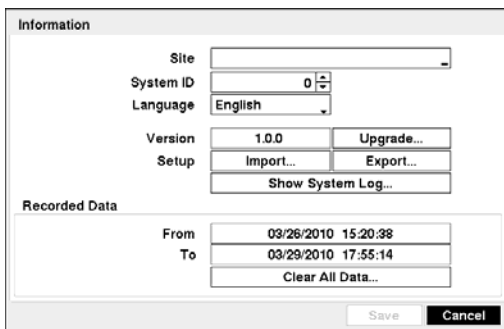 Information
Site
System ID 0
Language English
Version 1.0.0 Upgrade...
Setup Import... Export...
Show System Log...
Recorded Data
From 03/26/2010 15:20:38
To 03/29/2010 17:55:14
Clear All Data...
Save Cancel